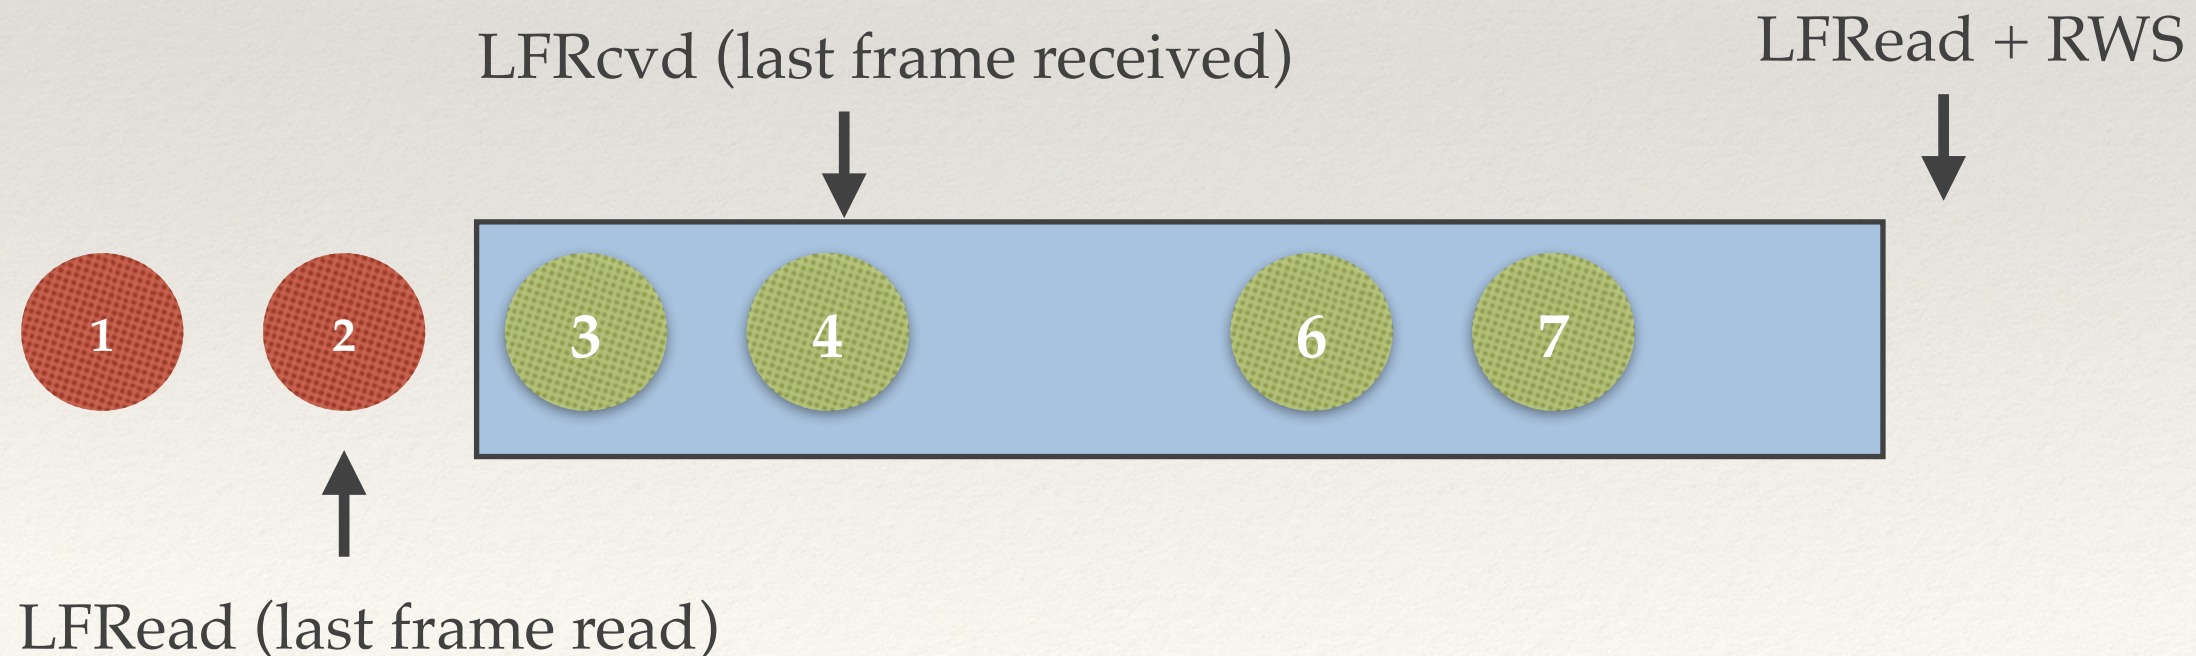 LFRcvd (last frame received)
LFRead + RWS
1 2 3 4 6 7
LFRead (last frame read)